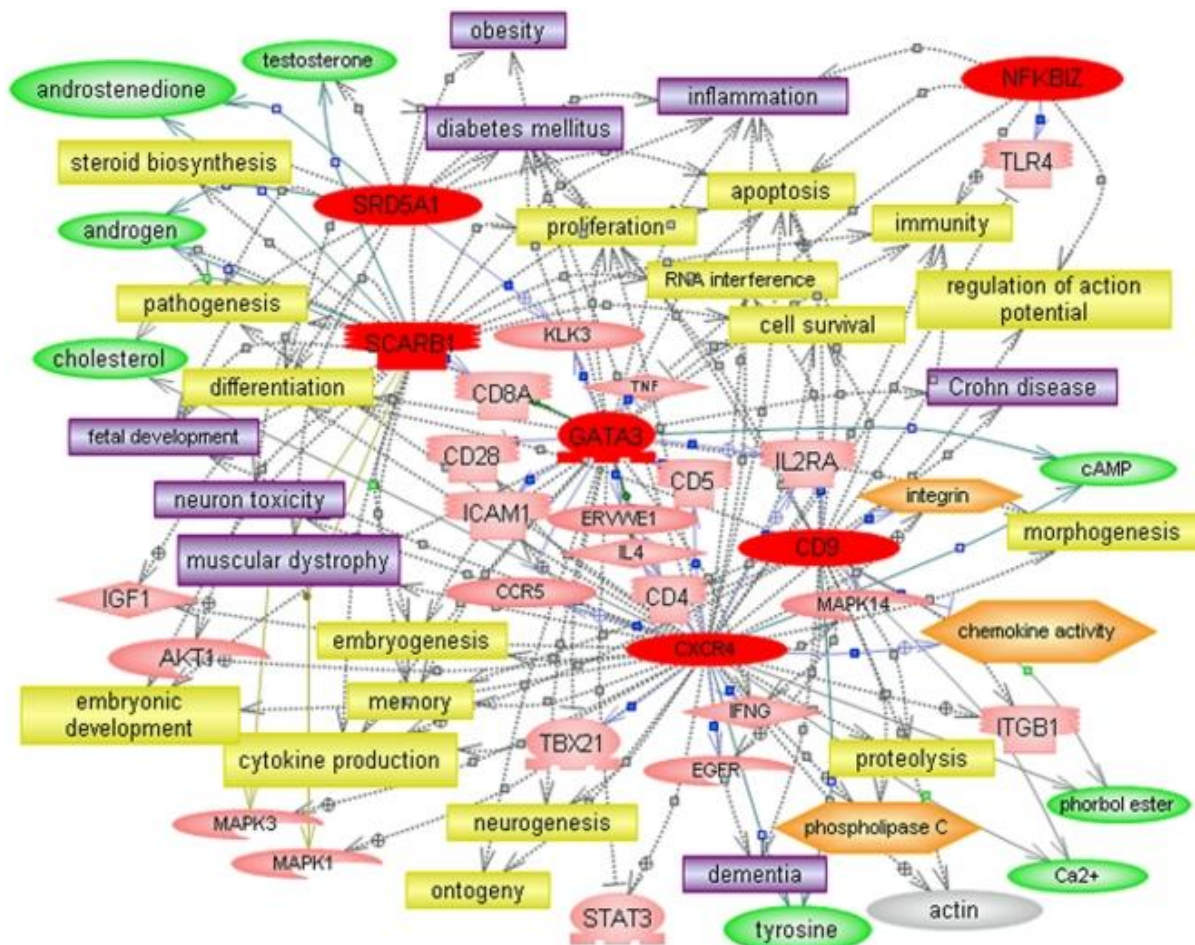 obesity
testosterone
androstenedione
NFKBIZ
inflammation
diabetes mellitus
steroid biosynthesis
TLR4
SRD5A1
apoptosis
androgen
proliferation
immunity
RNA interference
pathogenesis
regulation of action
potential
cell survival
KLK3
SCARB1
cholesterol
differentiation
CD8A
TNF
Crohn disease
fetal development
GATA3
CD28
CD5
IL2RA
cAMP
neuron toxicity
integrin
ICAM1
ERVWE1
morphogenesis
IL4
CD9
muscular dystrophy
CCR5
CD4
MAPK14
IGF1
chemokine activity
embryogenesis
CXCR4
AKT1
embryonic
development
memory
IFNG
ITGB1
TBX21
cytokine production
proteolysis
EGFR
phorbol ester
MAPK3
neurogenesis
phospholipase C
MAPK1
dementia
Ca2+
ontogeny
actin
STAT3
tyrosine